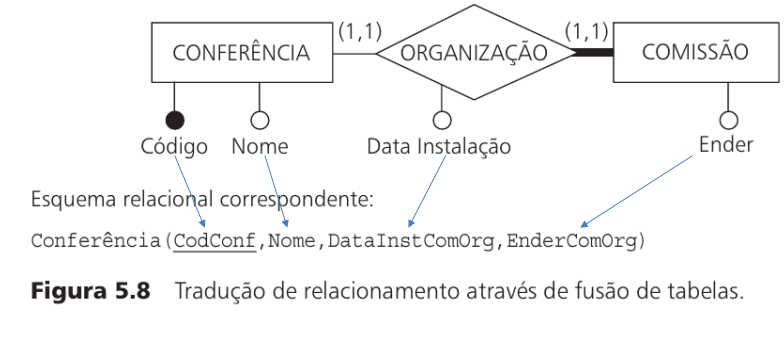 (1,1) (1,1)
CONFERÊNCIA ORGANIZAÇÃO COMISSÃO
Código Nome Data Instalação Ender
Esquema relacional correspondente:
Conferência(CodConf,Nome,DataInstComOrg,EnderComOrg)
Figura 5.8 Tradução de relacionamento através de fusão de tabelas.